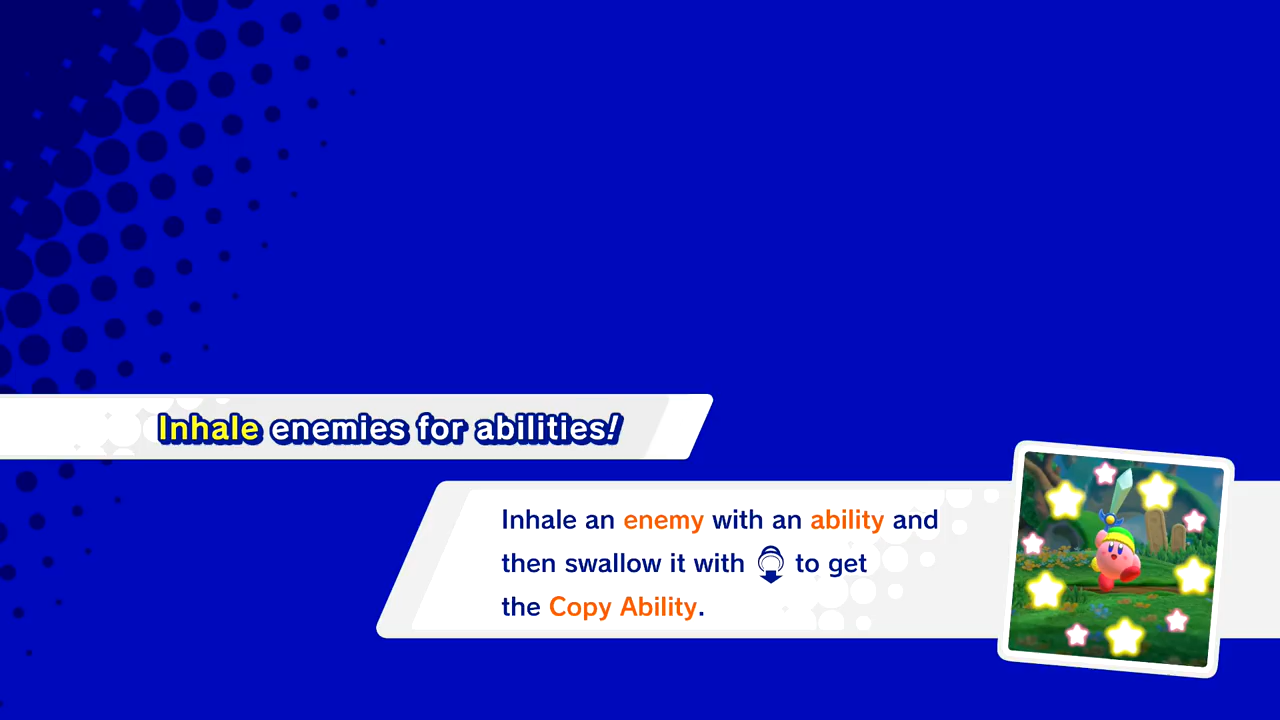 Inhale enemies for abilities!
Inhale an enemy with an ability and
then swallow it with to get
the Copy Ability.